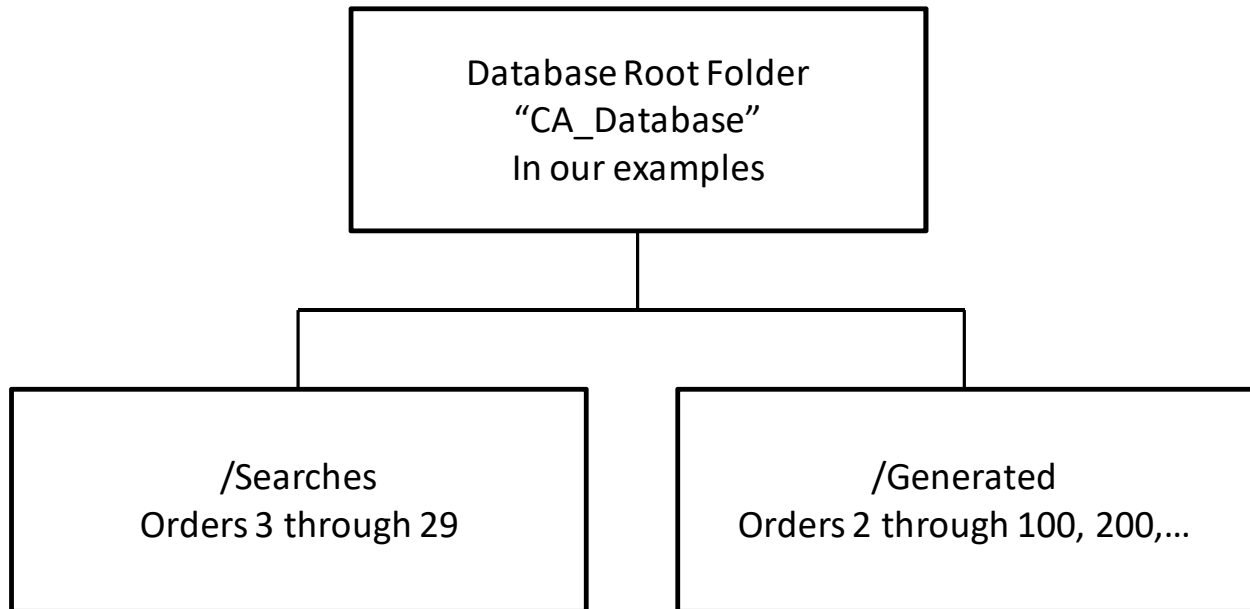 Database Root Folder
“CA_Database”
In our examples
/Searches
Orders 3 through 29
/Generated
Orders 2 through 100, 200,…